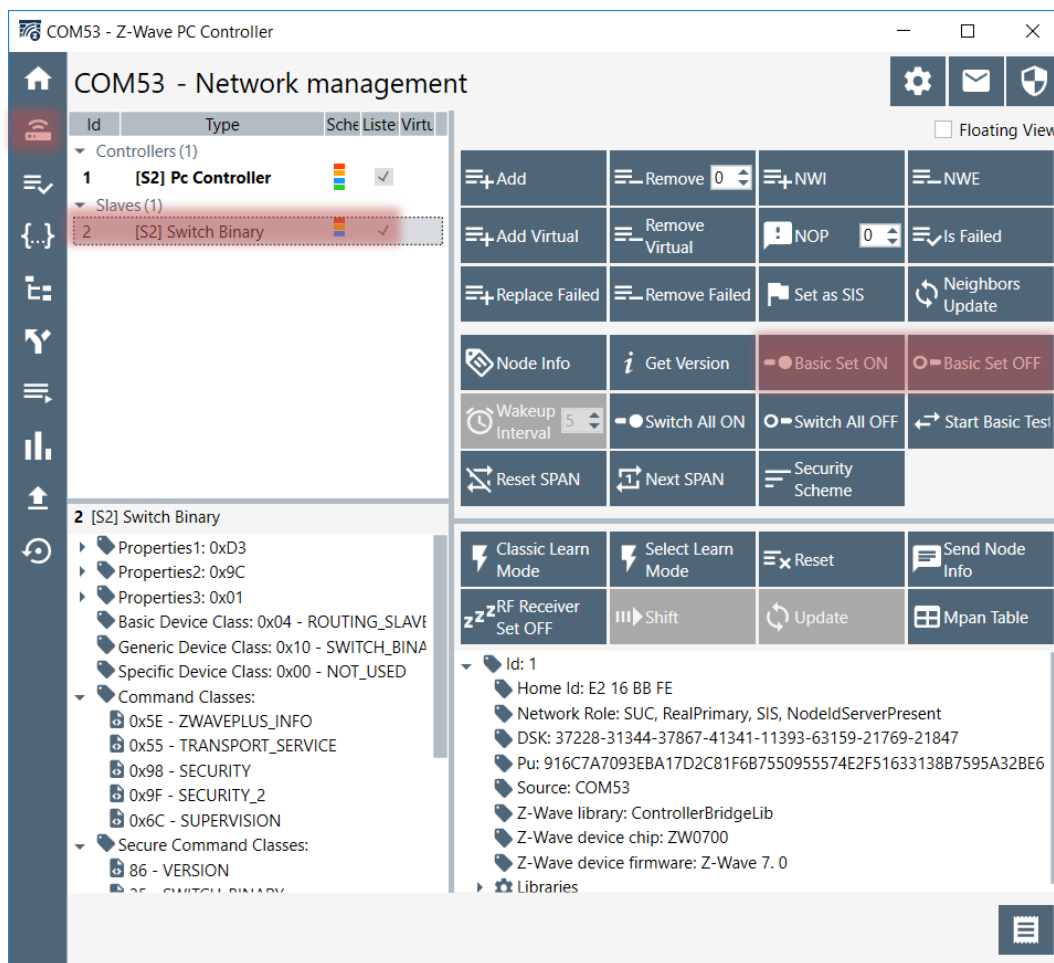 COM53 - Z-Wave PC Controller
COM53 - Network management
Id Type Sche Liste Virtu
Controllers (1)
1 [S2] Pc Controller
Slaves (1)
2 [S2] Switch Binary
Floating View
Add
Remove 0
NWI
NWE
Add Virtual
Remove
Virtual
NOP 0
Is Failed
Replace Failed
Remove Failed
Set as SIS
Neighbors
Update
Node Info
Get Version
Basic Set ON
Basic Set OFF
Wakeup
Interval 5
Switch All ON
Switch All OFF
Start Basic Test
Reset SPAN
Next SPAN
Security
Scheme
2 [S2] Switch Binary
Properties1: 0xD3
Properties2: 0x9C
Properties3: 0x01
Basic Device Class: 0x04 - ROUTING_SLAVE
Generic Device Class: 0x10 - SWITCH_BINA
Specific Device Class: 0x00 - NOT_USED
Command Classes:
0x5E - ZWAVEPLUS_INFO
0x55 - TRANSPORT_SERVICE
0x98 - SECURITY
0x9F - SECURITY_2
0x6C - SUPERVISION
Secure Command Classes:
86 - VERSION
25 - SWITCH_BINARY
Classic Learn
Mode
Select Learn
Mode
Reset
Send Node
Info
zzz RF Receiver
Set OFF
Shift
Update
Mpan Table
Id: 1
Home Id: E2 16 BB FE
Network Role: SUC, RealPrimary, SIS, NodeIdServerPresent
DSK: 37228-31344-37867-41341-11393-63159-21769-21847
Pu: 916C7A7093EBA17D2C81F6B7550955574E2F51633138B7595A32BE6
Source: COM53
Z-Wave library: ControllerBridgeLib
Z-Wave device chip: ZW0700
Z-Wave device firmware: Z-Wave 7. 0
Libraries